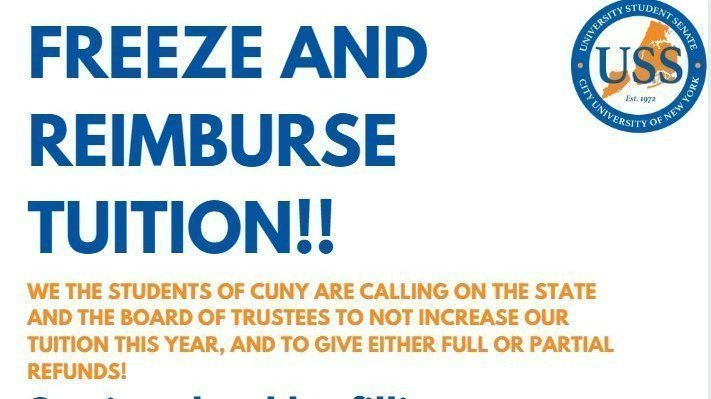 FREEZE AND
REIMBURSE
TUITION!!
UNIVERSITY STUDENT SENATE
USS
Est. 1972
CITY UNIVERSITY OF NEW YORK
WE THE STUDENTS OF CUNY ARE CALLING ON THE STATE
AND THE BOARD OF TRUSTEES TO NOT INCREASE OUR
TUITION THIS YEAR, AND TO GIVE EITHER FULL OR PARTIAL
REFUNDS!